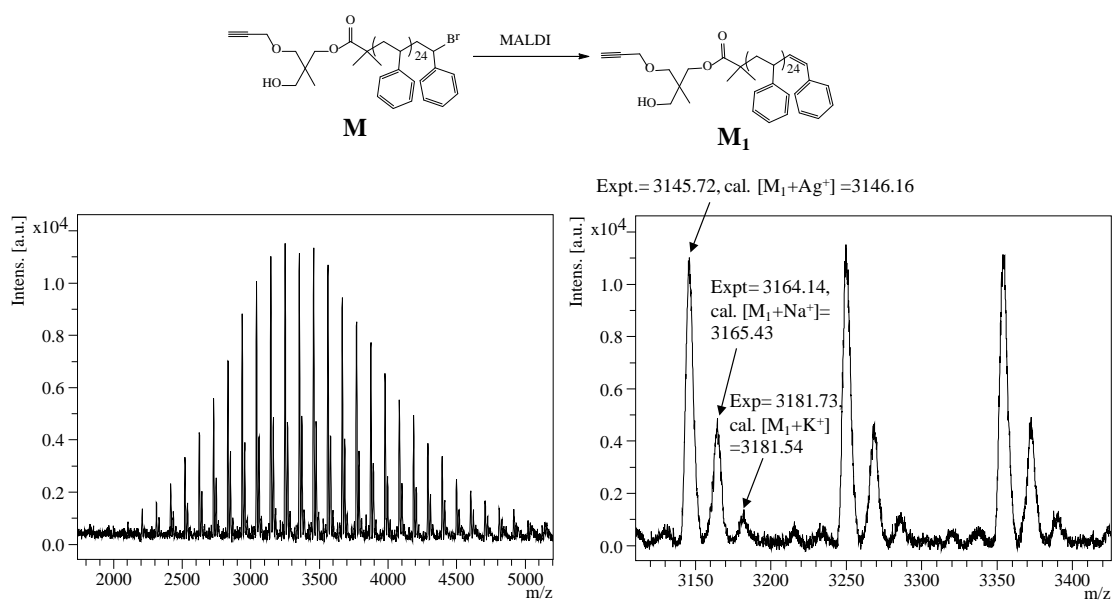 O
Br
O
O
HO
24
MALDI
O
O
O
HO
24
M
M1
Expt.= 3145.72, cal. [M1+Ag+] =3146.16
x10^4
Intens. [a.u.]
1.0
0.8
0.6
0.4
0.2
0.0
2000 2500 3000 3500 4000 4500 5000
m/z
x10^4
Intens. [a.u.]
1.0
0.8
0.6
0.4
0.2
0.0
Expt= 3164.14,
cal. [M1+Na+]=
3165.43
Exp= 3181.73,
cal. [M1+K+]
=3181.54
3150 3200 3250 3300 3350 3400
m/z